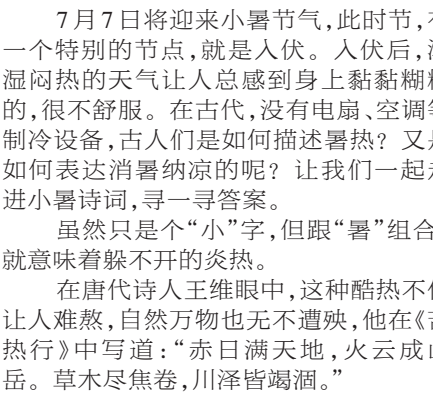 7月7日将迎来小暑节气,此时节,
一个特别的节点,就是入伏。入伏后,
湿闷热的天气让人总感到身上黏黏糊
的,很不舒服。在古代,没有电扇、空调
制冷设备,古人们是如何描述暑热?又
如何表达消暑纳凉的呢?让我们一起
进小暑诗词,寻一寻答案。
虽然只是个“小”字,但跟“暑”组合
就意味着躲不开的炎热。
在唐代诗人王维眼中,这种酷热不
让人难熬,自然万物也无不遭殃,他在《
热行》中写道:“赤日满天地,火云成
岳。草木尽焦卷,川泽皆竭涸。”